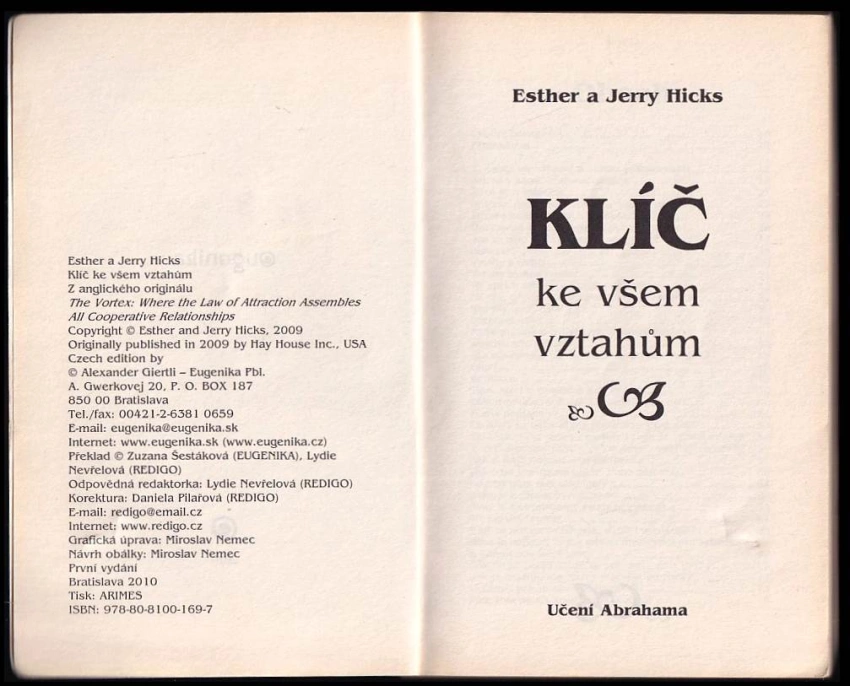 Esther a Jerry Hicks
Klíč ke všem vztahům
Z anglického originálu
The Vortex: Where the Law of Attraction Assembles
All Cooperative Relationships
Copyright © Esther and Jerry Hicks, 2009
Originally published in 2009 by Hay House Inc., USA
Czech edition by
© Alexander Giertli – Eugenika Pbl.
A. Gwerkovej 20, P. O. BOX 187
850 00 Bratislava
Tel./fax: 00421-2-6381 0659
E-mail: eugenika@eugenika.sk
Internet: www.eugenika.sk (www.eugenika.cz)
Překlad © Zuzana Šestáková (EUGENIKA), Lydie
Nevřelová (REDIGO)
Odpovědná redaktorka: Lydie Nevřelová (REDIGO)
Korektura: Daniela Pilařová (REDIGO)
E-mail: redigo@email.cz
Internet: www.redigo.cz
Grafická úprava: Miroslav Nemec
Návrh obálky: Miroslav Nemec
První vydání
Bratislava 2010
Tisk: ARIMES
ISBN: 978-80-8100-169-7
Esther a Jerry Hicks
KLÍČ
ke všem
vztahům
Učení Abrahama